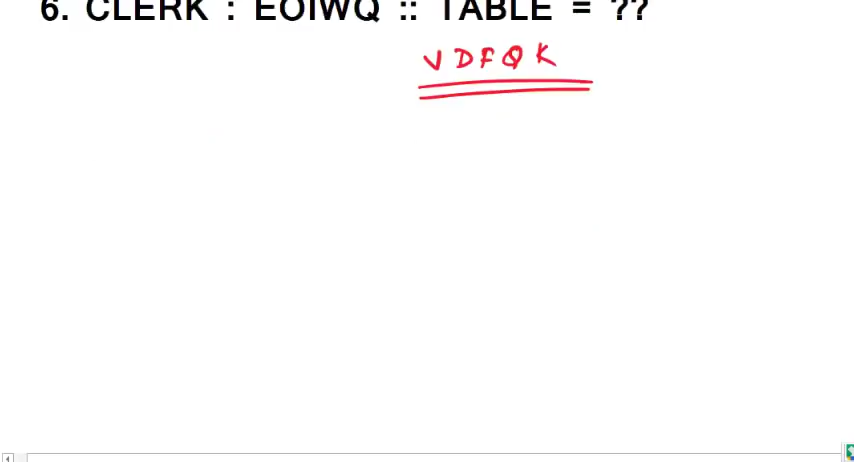 6. CLERK : EOIWQ :: TABLE = ??
VDFQK